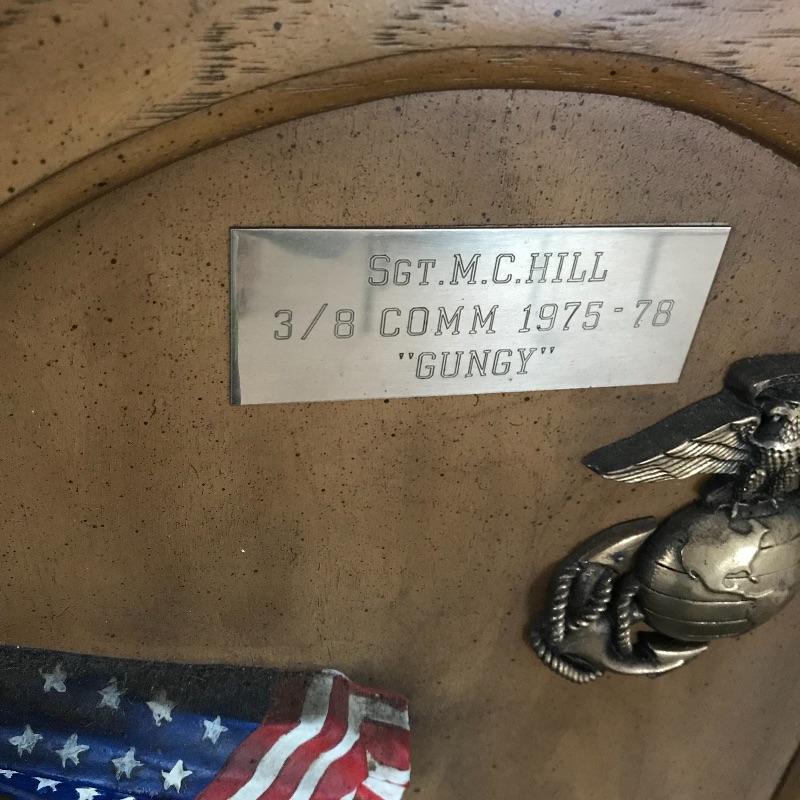 SGT. M.C. HILL
3/8 COMM 1975-78
"GUNGY"